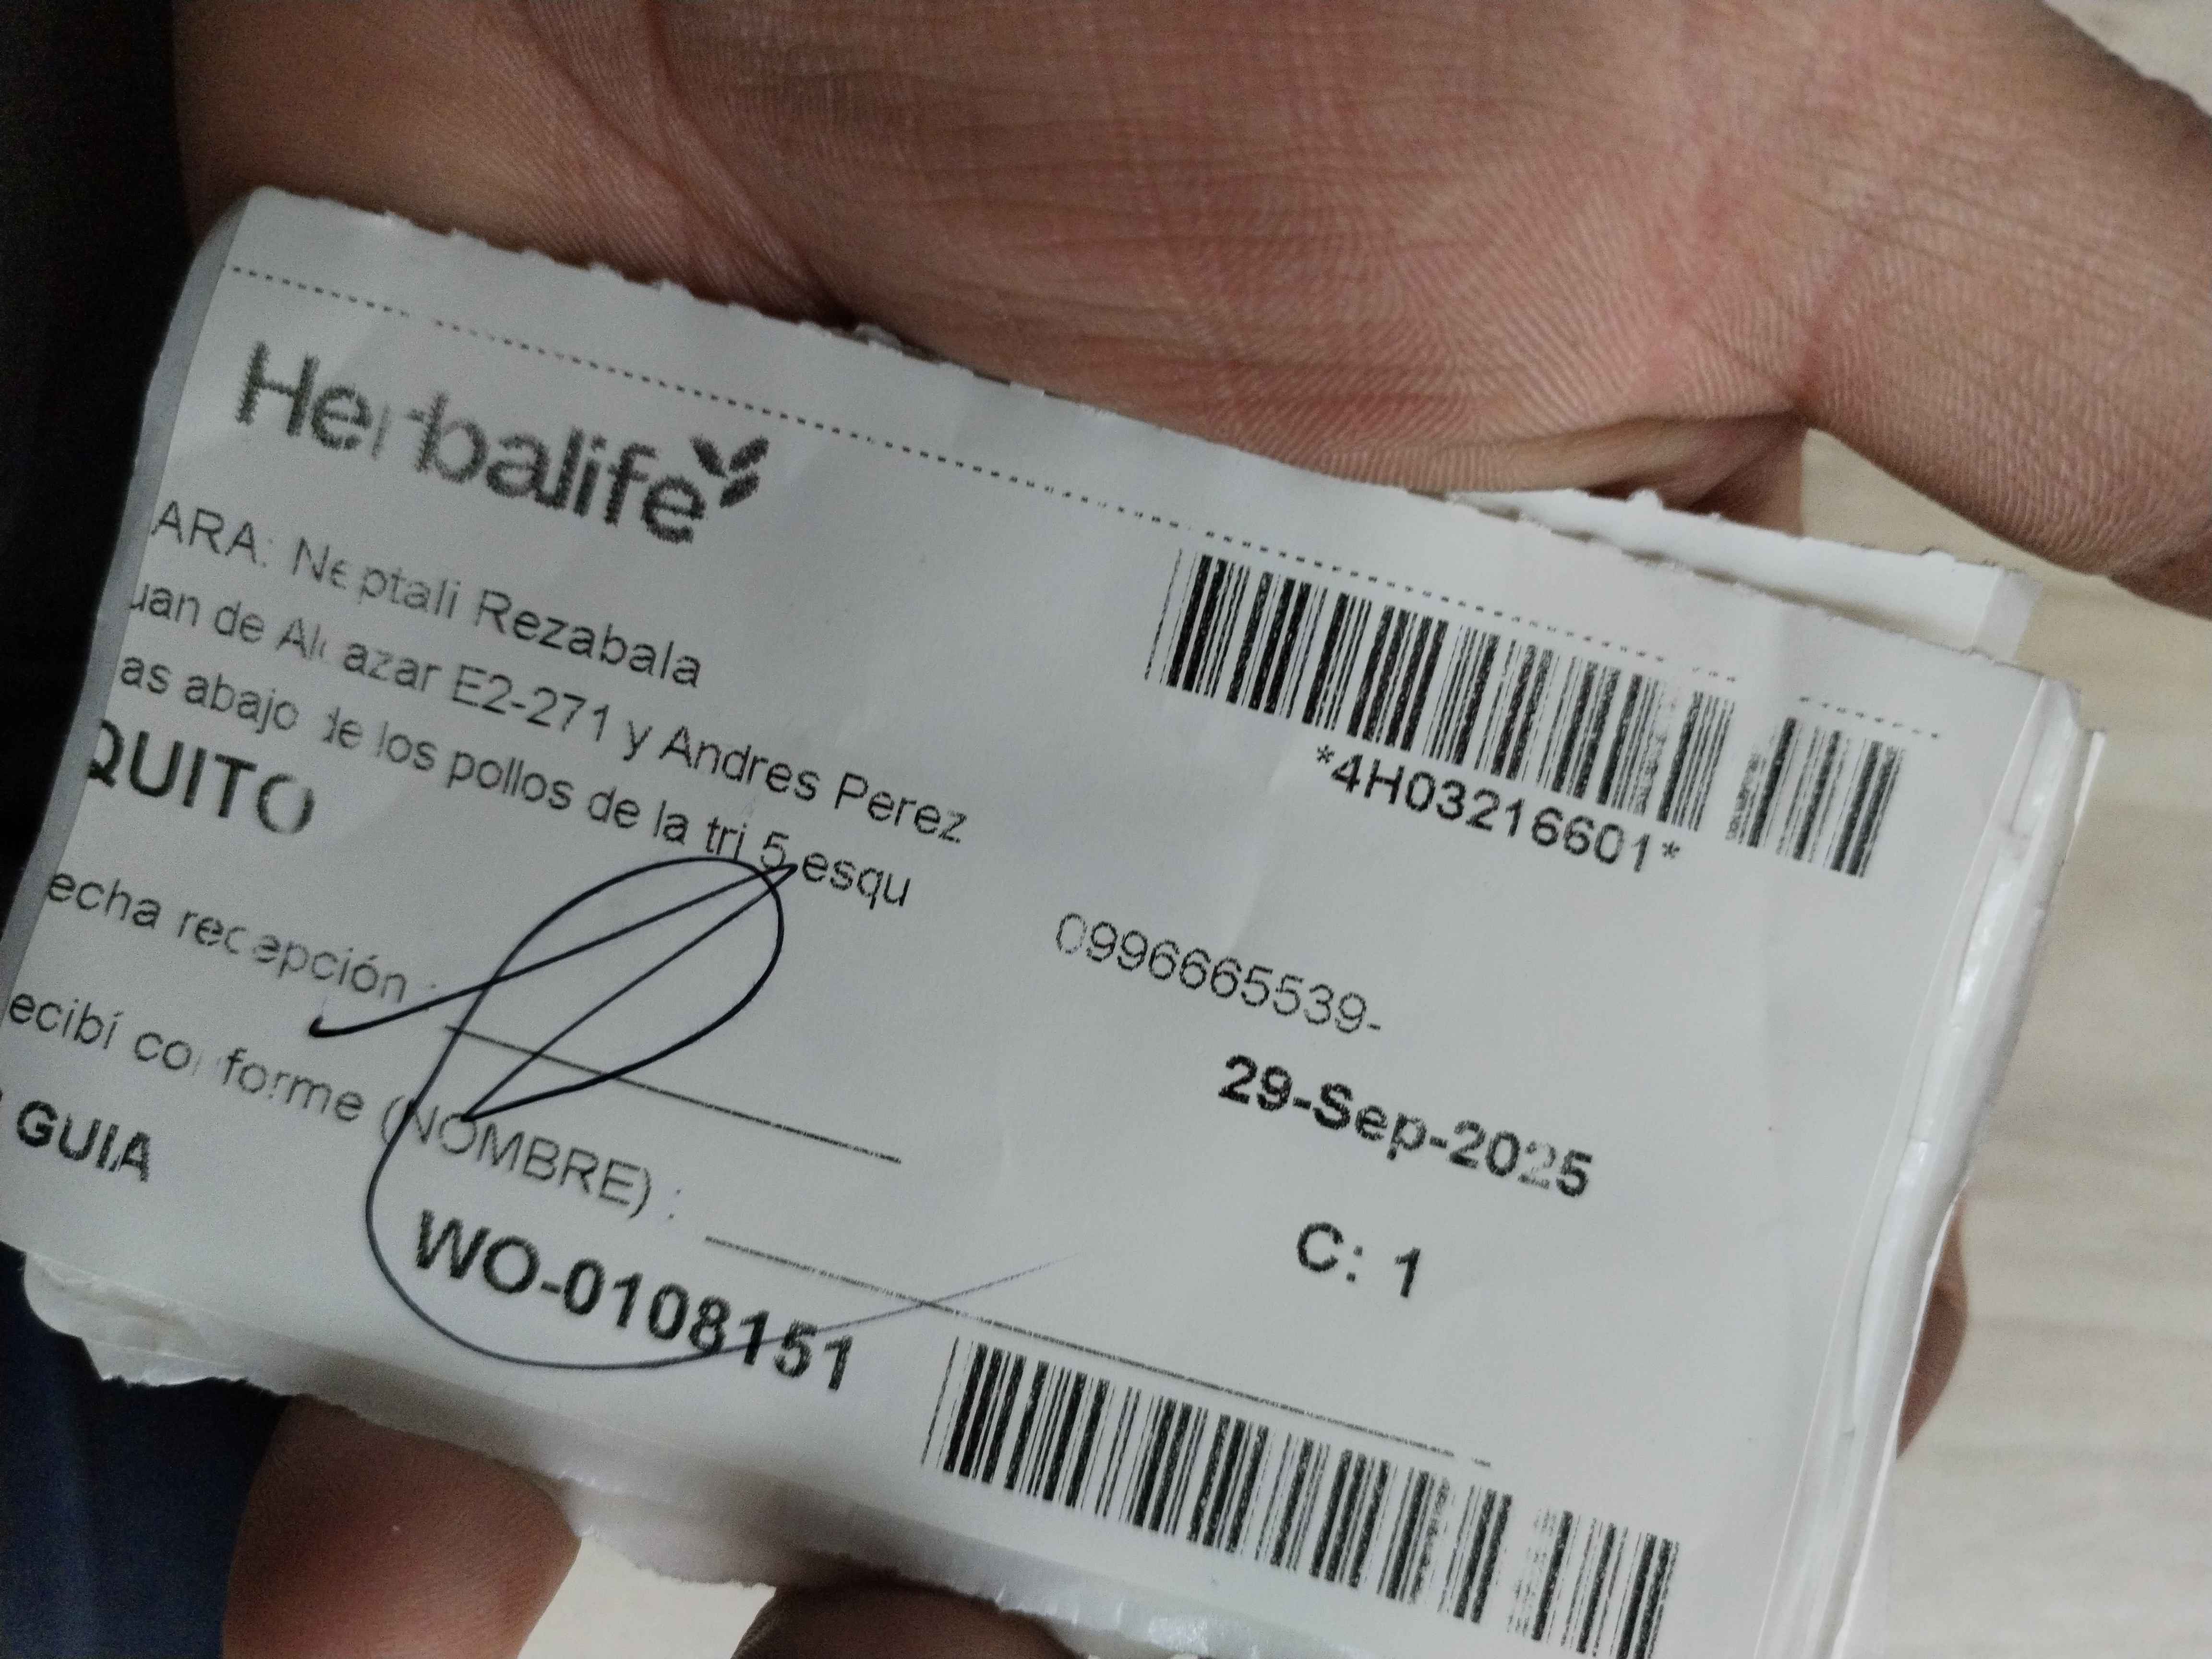 Herbalife
ARA: Neptali Rezabala
uan de Alcazar E2-271 y Andres Perez
as abajo de los pollos de la tri 5 esqu
QUITO
*4H03216601*
0996665539-
echa recepción :
29-Sep-2025
ecibí conforme (NOMBRE) :
C: 1
GUIA
WO-0108151